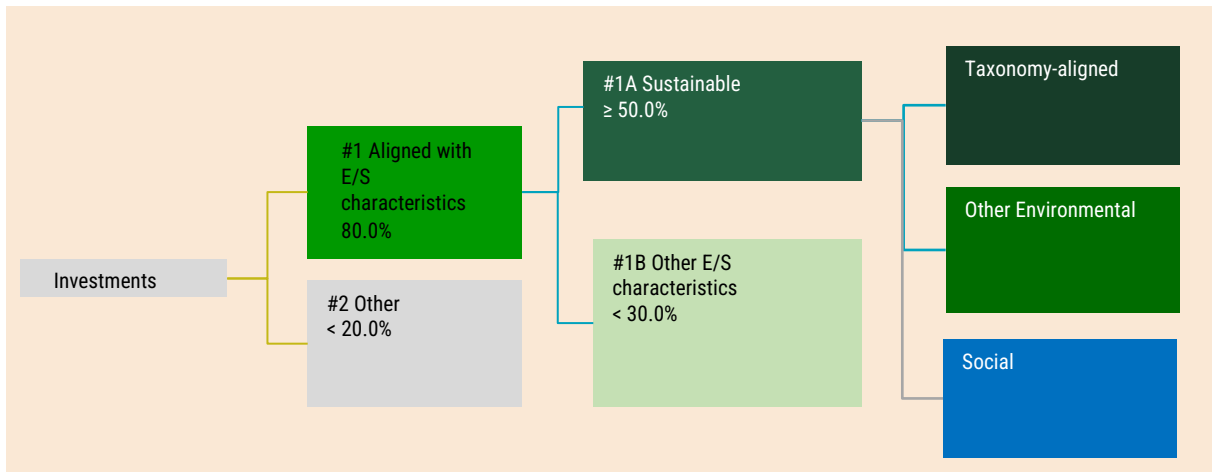 Investments
#1 Aligned with
E/S
characteristics
80.0%
#2 Other
< 20.0%
#1A Sustainable
≥ 50.0%
#1B Other E/S
characteristics
< 30.0%
Taxonomy-aligned
Other Environmental
Social